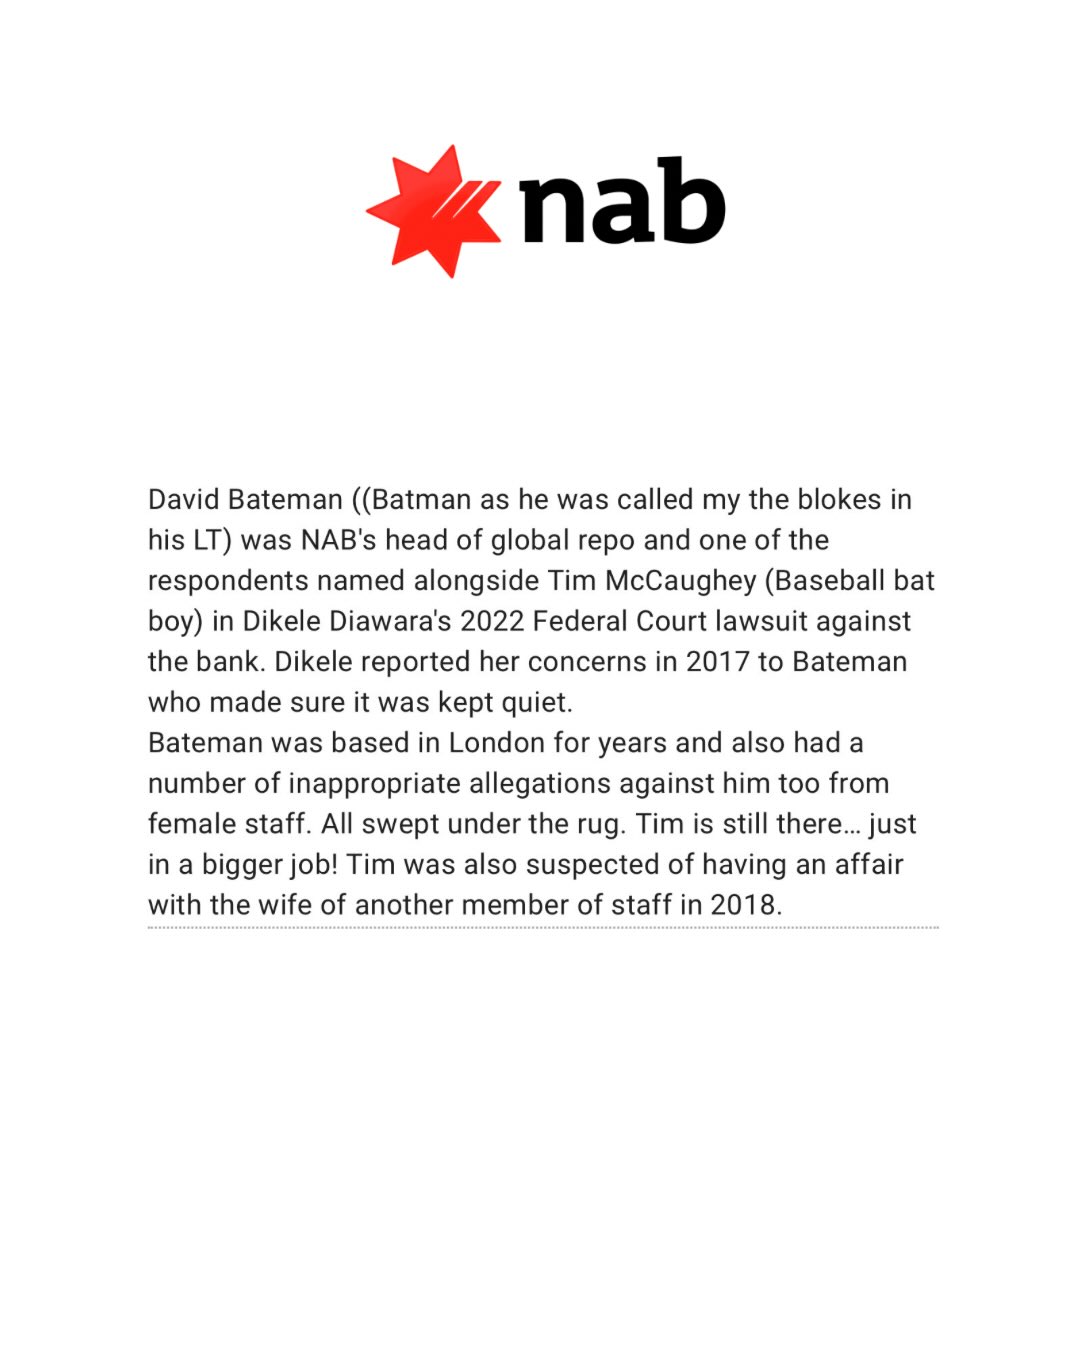 nab
David Bateman ((Batman as he was called my the blokes in
his LT) was NAB's head of global repo and one of the
respondents named alongside Tim McCaughey (Baseball bat
boy) in Dikele Diawara's 2022 Federal Court lawsuit against
the bank. Dikele reported her concerns in 2017 to Bateman
who made sure it was kept quiet.
Bateman was based in London for years and also had a
number of inappropriate allegations against him too from
female staff. All swept under the rug. Tim is still there... just
in a bigger job! Tim was also suspected of having an affair
with the wife of another member of staff in 2018.